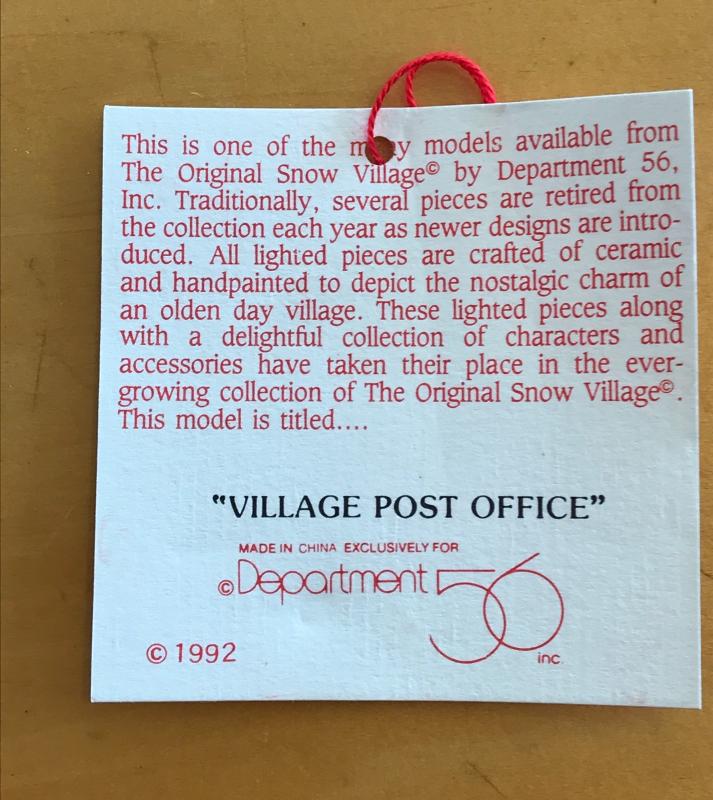 This is one of the many models available from
The Original Snow Village© by Department 56,
Inc. Traditionally, several pieces are retired from
the collection each year as newer designs are intro-
duced. All lighted pieces are crafted of ceramic
and handpainted to depict the nostalgic charm of
an olden day village. These lighted pieces along
with a delightful collection of characters and
accessories have taken their place in the ever-
growing collection of The Original Snow Village©.
This model is titled....
“VILLAGE POST OFFICE”
MADE IN CHINA EXCLUSIVELY FOR
©Department 56
inc.
© 1992